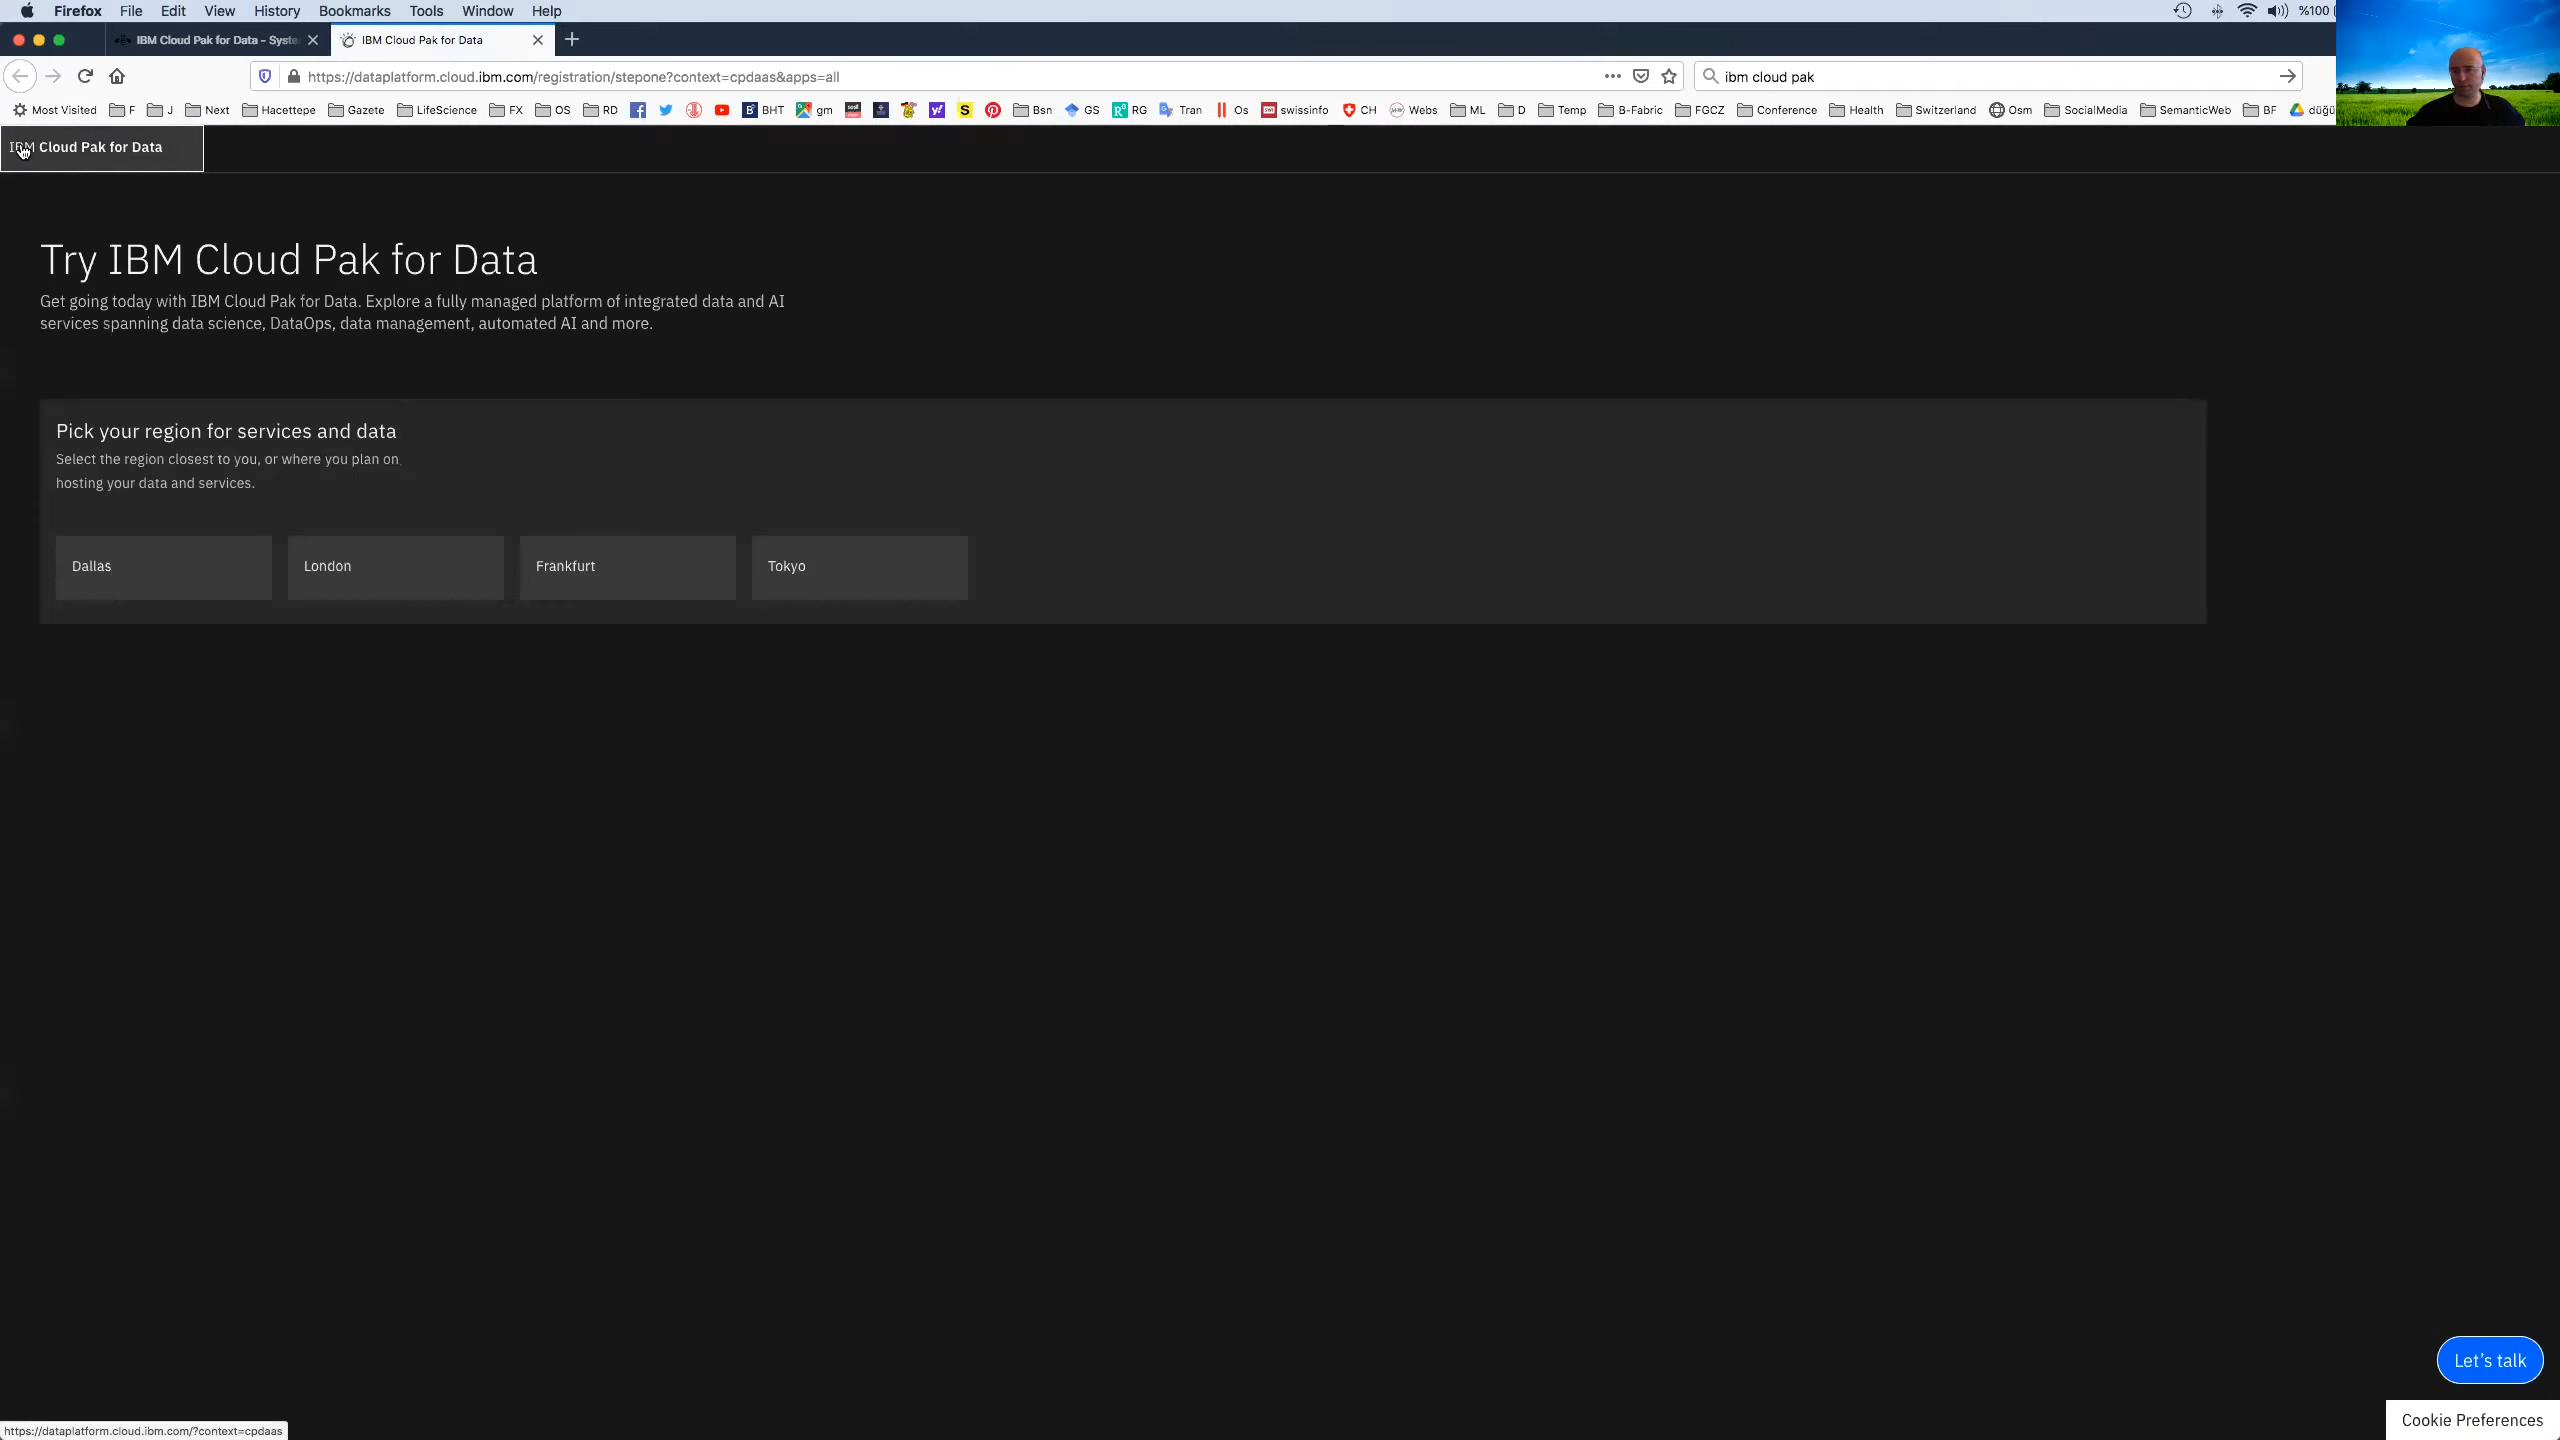 Firefox File Edit View History Bookmarks Tools Window Help %100
IBM Cloud Pak for Data - Syste IBM Cloud Pak for Data
https://dataplatform.cloud.ibm.com/registration/stepone?context=cpdaas&apps=all ibm cloud pak
Most Visited F J Next Hacettepe Gazete LifeScience FX OS RD BHT gm Bsn GS RG Tran Os swissinfo CH Webs ML D Temp B-Fabric FGCZ Conference Health Switzerland Osm SocialMedia SemanticWeb BF düğü
IBM Cloud Pak for Data
Try IBM Cloud Pak for Data
Get going today with IBM Cloud Pak for Data. Explore a fully managed platform of integrated data and AI
services spanning data science, DataOps, data management, automated AI and more.
Pick your region for services and data
Select the region closest to you, or where you plan on
hosting your data and services.
Dallas London Frankfurt Tokyo
Let's talk
Cookie Preferences
https://dataplatform.cloud.ibm.com/?context=cpdaas